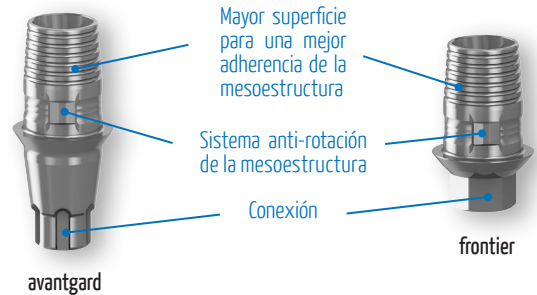 Mayor superficie
para una mejor
adherencia de la
mesoestructura
Sistema anti-rotación
de la mesoestructura
Conexión
frontier
avantgard